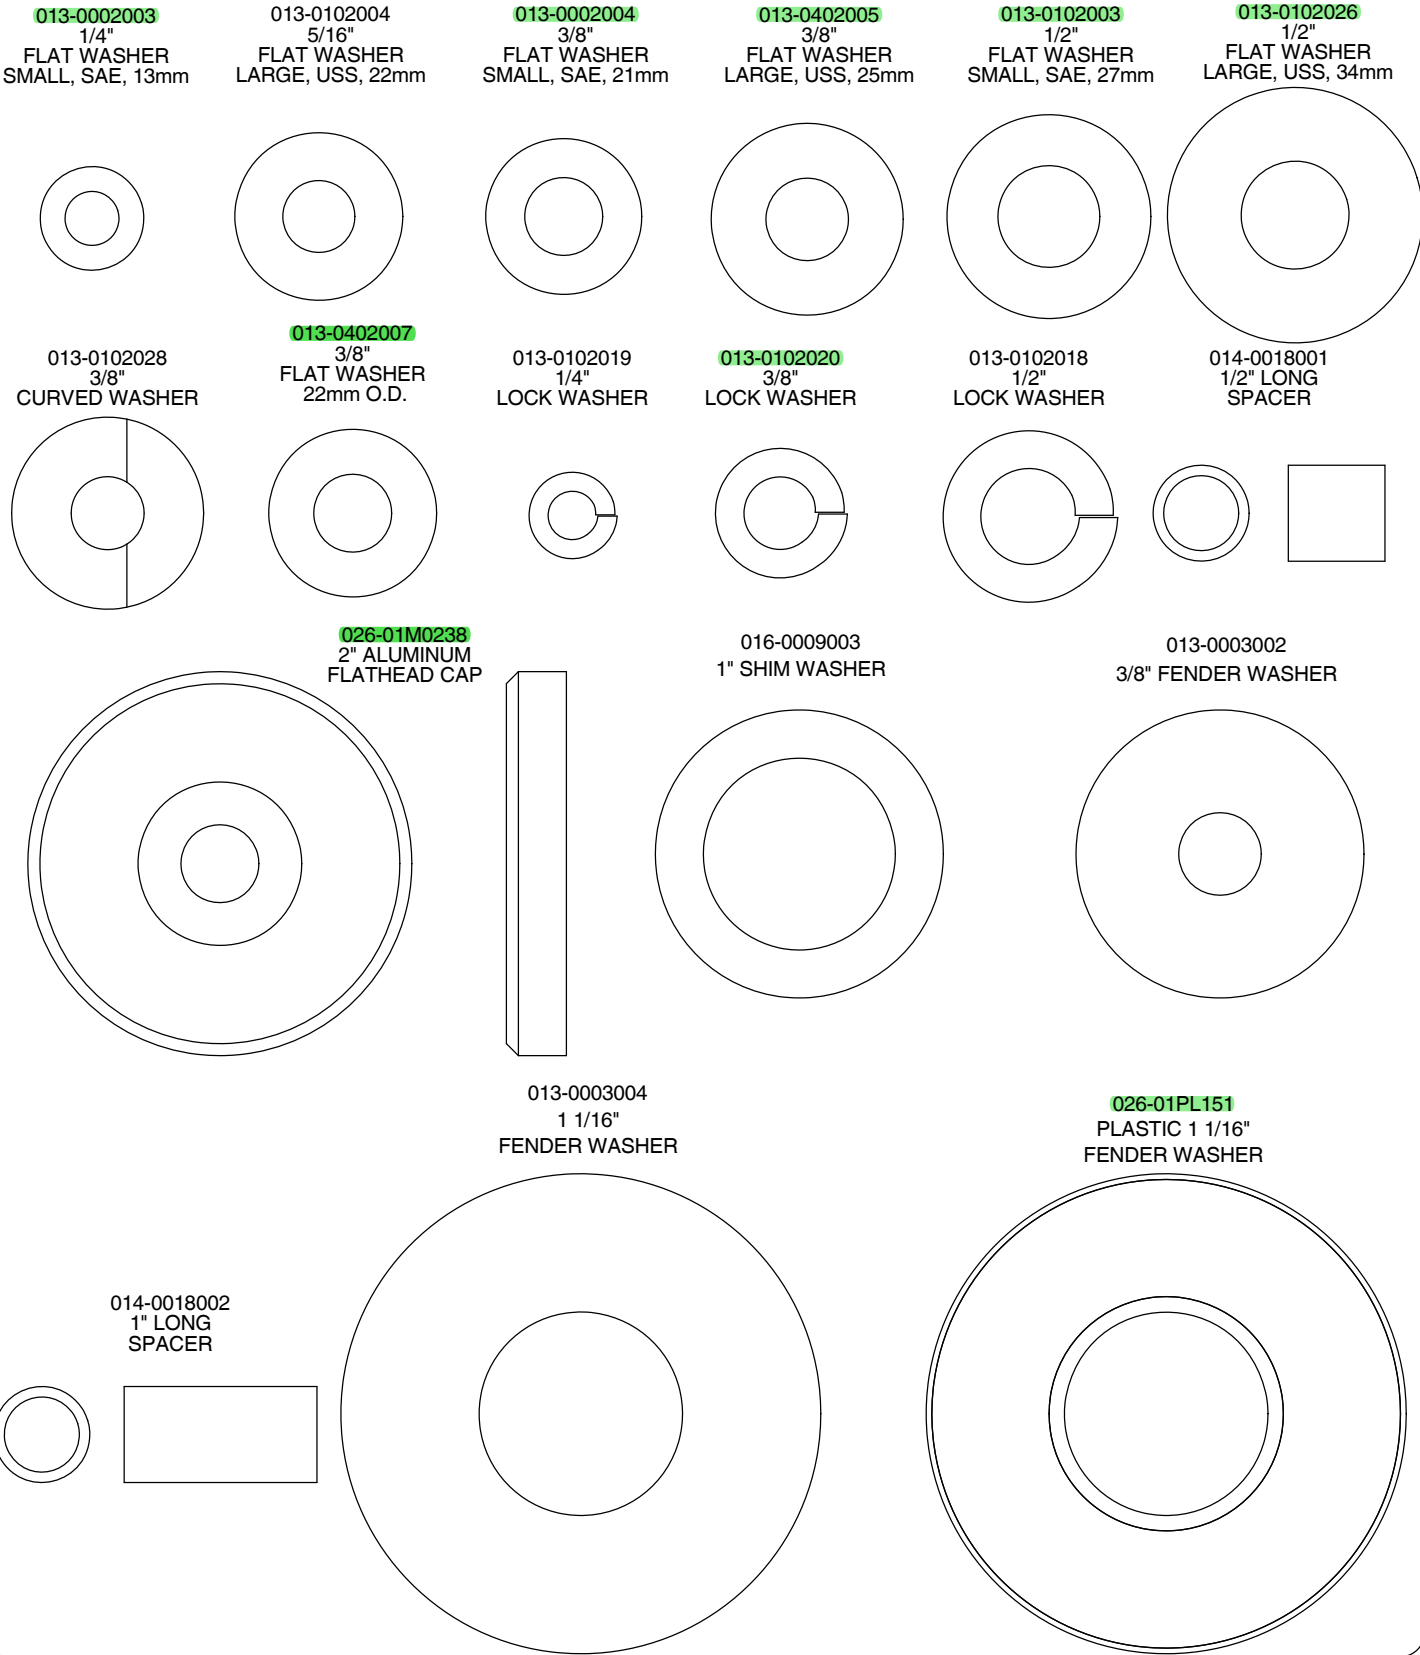 013-0002003
1/4"
FLAT WASHER
SMALL, SAE, 13mm
013-0102004
5/16"
FLAT WASHER
LARGE, USS, 22mm
013-0002004
3/8"
FLAT WASHER
SMALL, SAE, 21mm
013-0402005
3/8"
FLAT WASHER
LARGE, USS, 25mm
013-0102003
1/2"
FLAT WASHER
SMALL, SAE, 27mm
013-0102026
1/2"
FLAT WASHER
LARGE, USS, 34mm
013-0102028
3/8"
CURVED WASHER
013-0402007
3/8"
FLAT WASHER
22mm O.D.
013-0102019
1/4"
LOCK WASHER
013-0102020
3/8"
LOCK WASHER
013-0102018
1/2"
LOCK WASHER
014-0018001
1/2" LONG
SPACER
026-01M0238
2" ALUMINUM
FLATHEAD CAP
016-0009003
1" SHIM WASHER
013-0003002
3/8" FENDER WASHER
013-0003004
1 1/16"
FENDER WASHER
026-01PL151
PLASTIC 1 1/16"
FENDER WASHER
014-0018002
1" LONG
SPACER